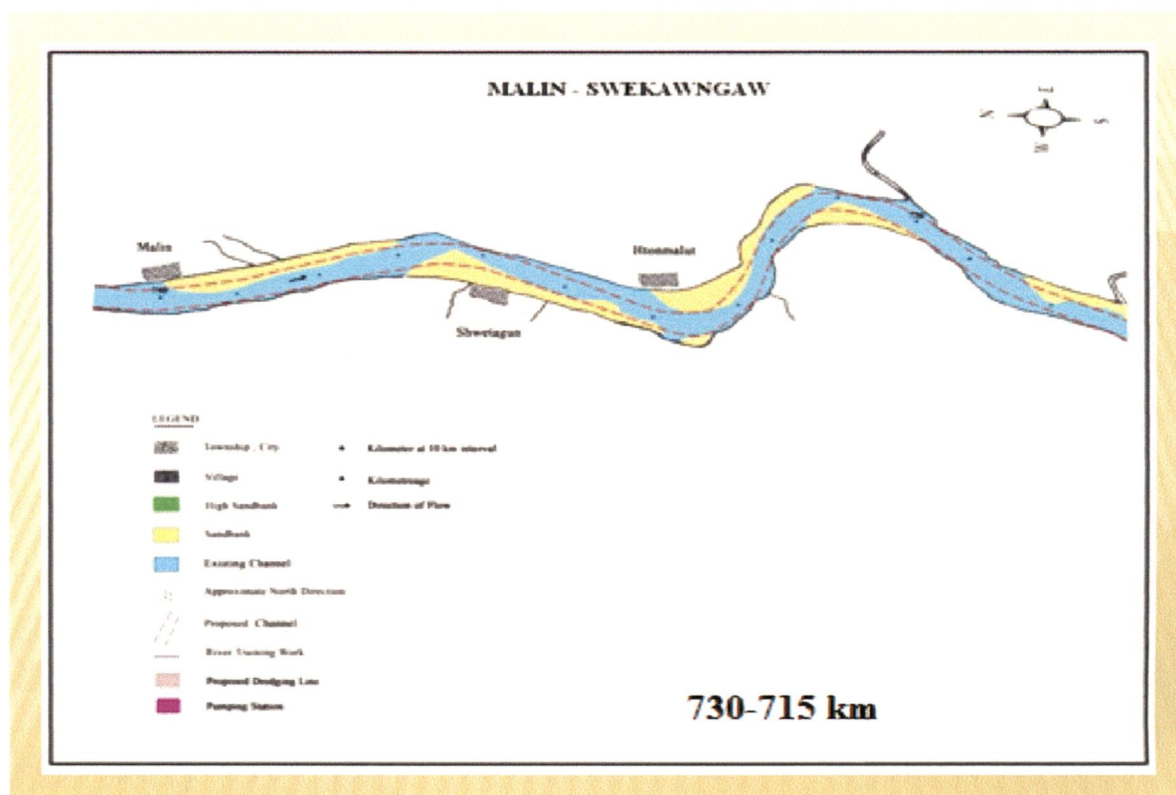 MALIN - SWEKAWNGAW
N
E
S
W
Malin
Htonmalut
Shwetagun
LEGEND
Township , City
Village
High Sandbank
Sandbank
Existing Channel
Approximate North Direction
Proposed Channel
River Training Work
Proposed Dredging Line
Pumping Station
Kilometer at 10 km interval
Kilometreage
Direction of Flow
730-715 km